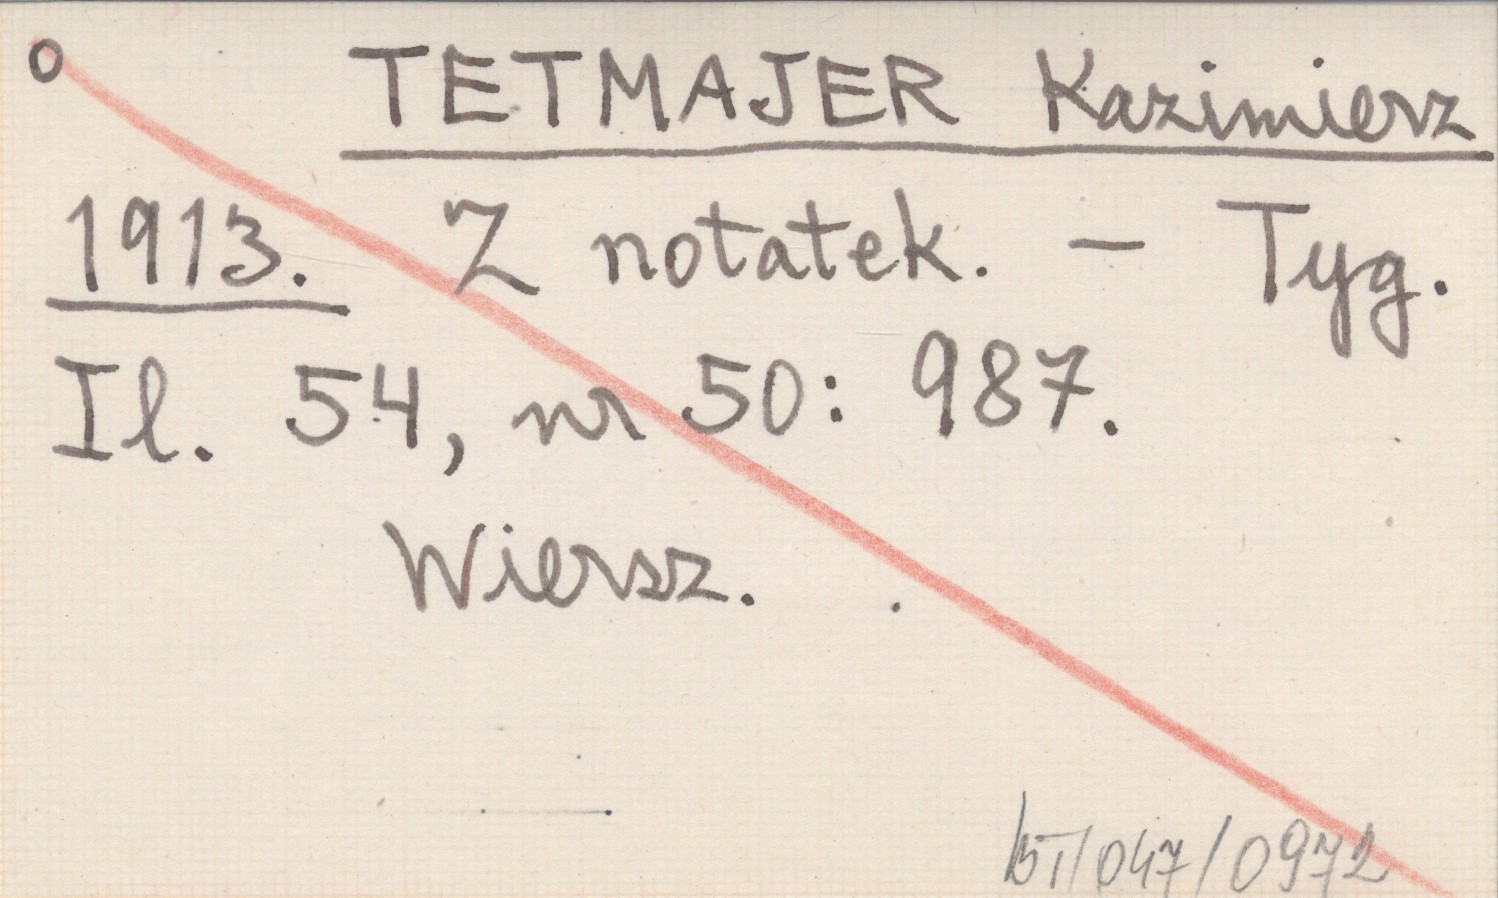 o TETMAJER Kazimierz
1913. Z notatek. – Tyg.
Il. 54, nr 50: 987.
Wiersz.
bT/047/0972